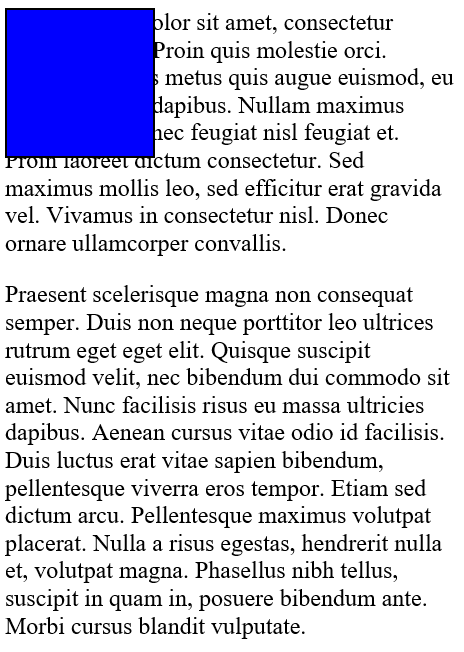 sit amet, consectetur
Proin quis molestie orci.
metus quis augue euismod, eu
dapibus. Nullam maximus
nec feugiat nisl feugiat et.
Proin laoreet dictum consectetur. Sed
maximus mollis leo, sed efficitur erat gravida
vel. Vivamus in consectetur nisl. Donec
ornare ullamcorper convallis.
Praesent scelerisque magna non consequat
semper. Duis non neque porttitor leo ultrices
rutrum eget eget elit. Quisque suscipit
euismod velit, nec bibendum dui commodo sit
amet. Nunc facilisis risus eu massa ultricies
dapibus. Aenean cursus vitae odio id facilisis.
Duis luctus erat vitae sapien bibendum,
pellentesque viverra eros tempor. Etiam sed
dictum arcu. Pellentesque maximus volutpat
placerat. Nulla a risus egestas, hendrerit nulla
et, volutpat magna. Phasellus nibh tellus,
suscipit in quam in, posuere bibendum ante.
Morbi cursus blandit vulputate.